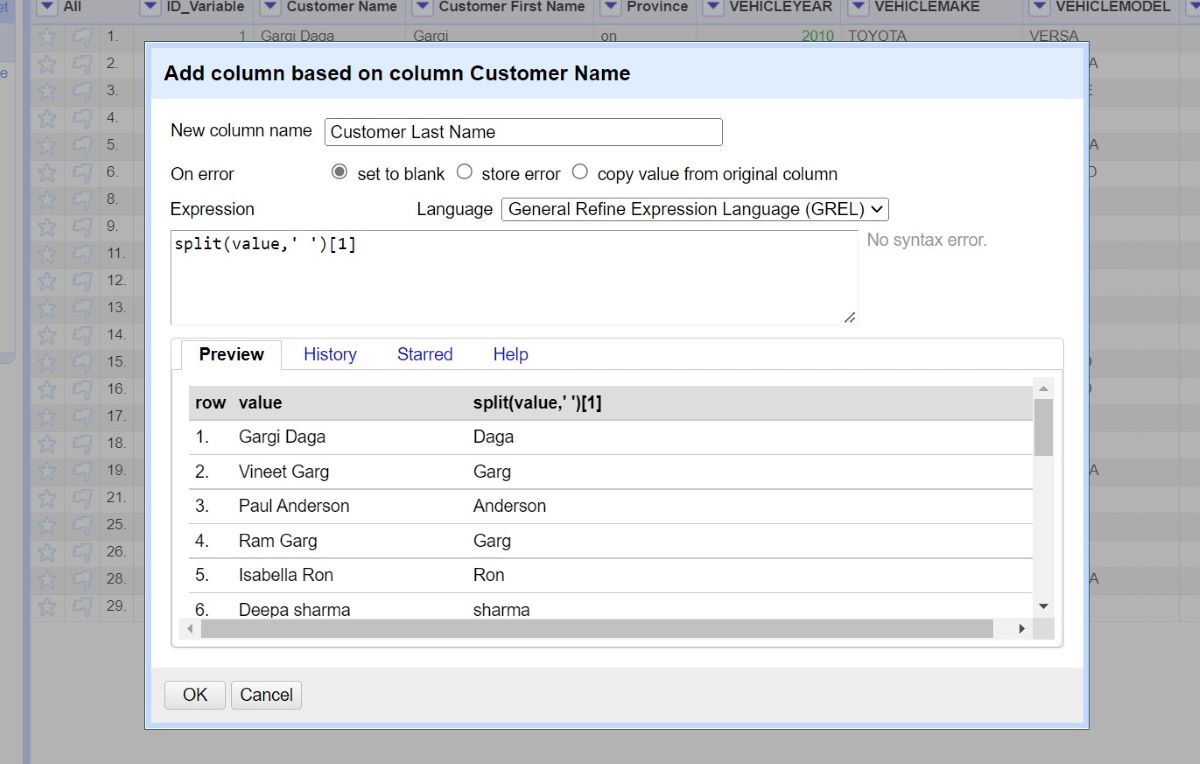 et All ID_Variable Customer Name Customer First Name Province VEHICLEYEAR VEHICLEMAKE VEHICLEMODEL
1. 1 Gargi Daga Gargi on 2010 TOYOTA VERSA
2. A
e
3.
4.
5. A
6.
8.
9.
11.
12.
13.
14.
15.
16.
17.
18.
19. A
21.
25.
26.
28. A
29.
Add column based on column Customer Name
New column name Customer Last Name
On error set to blank store error copy value from original column
Expression Language General Refine Expression Language (GREL)
split(value,' ')[1]
No syntax error.
Preview History Starred Help
row value split(value,' ')[1]
1. Gargi Daga Daga
2. Vineet Garg Garg
3. Paul Anderson Anderson
4. Ram Garg Garg
5. Isabella Ron Ron
6. Deepa sharma sharma
OK Cancel